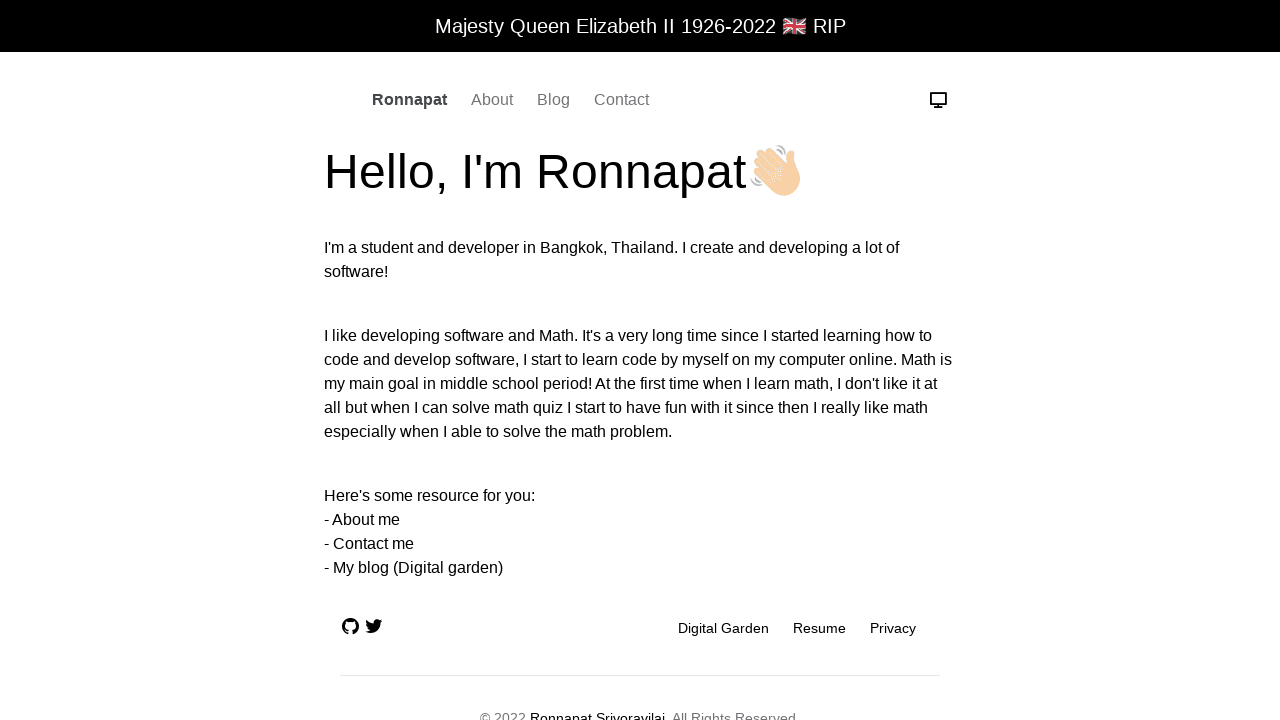 Majesty Queen Elizabeth II 1926-2022 🇬🇧 RIP
Ronnapat About Blog Contact
Hello, I'm Ronnapat👋🏻
I'm a student and developer in Bangkok, Thailand. I create and developing a lot of
software!
I like developing software and Math. It's a very long time since I started learning how to
code and develop software, I start to learn code by myself on my computer online. Math is
my main goal in middle school period! At the first time when I learn math, I don't like it at
all but when I can solve math quiz I start to have fun with it since then I really like math
especially when I able to solve the math problem.
Here's some resource for you:
- About me
- Contact me
- My blog (Digital garden)
Digital Garden Resume Privacy
© 2022 Ronnapat Srivoravilai. All Rights Reserved